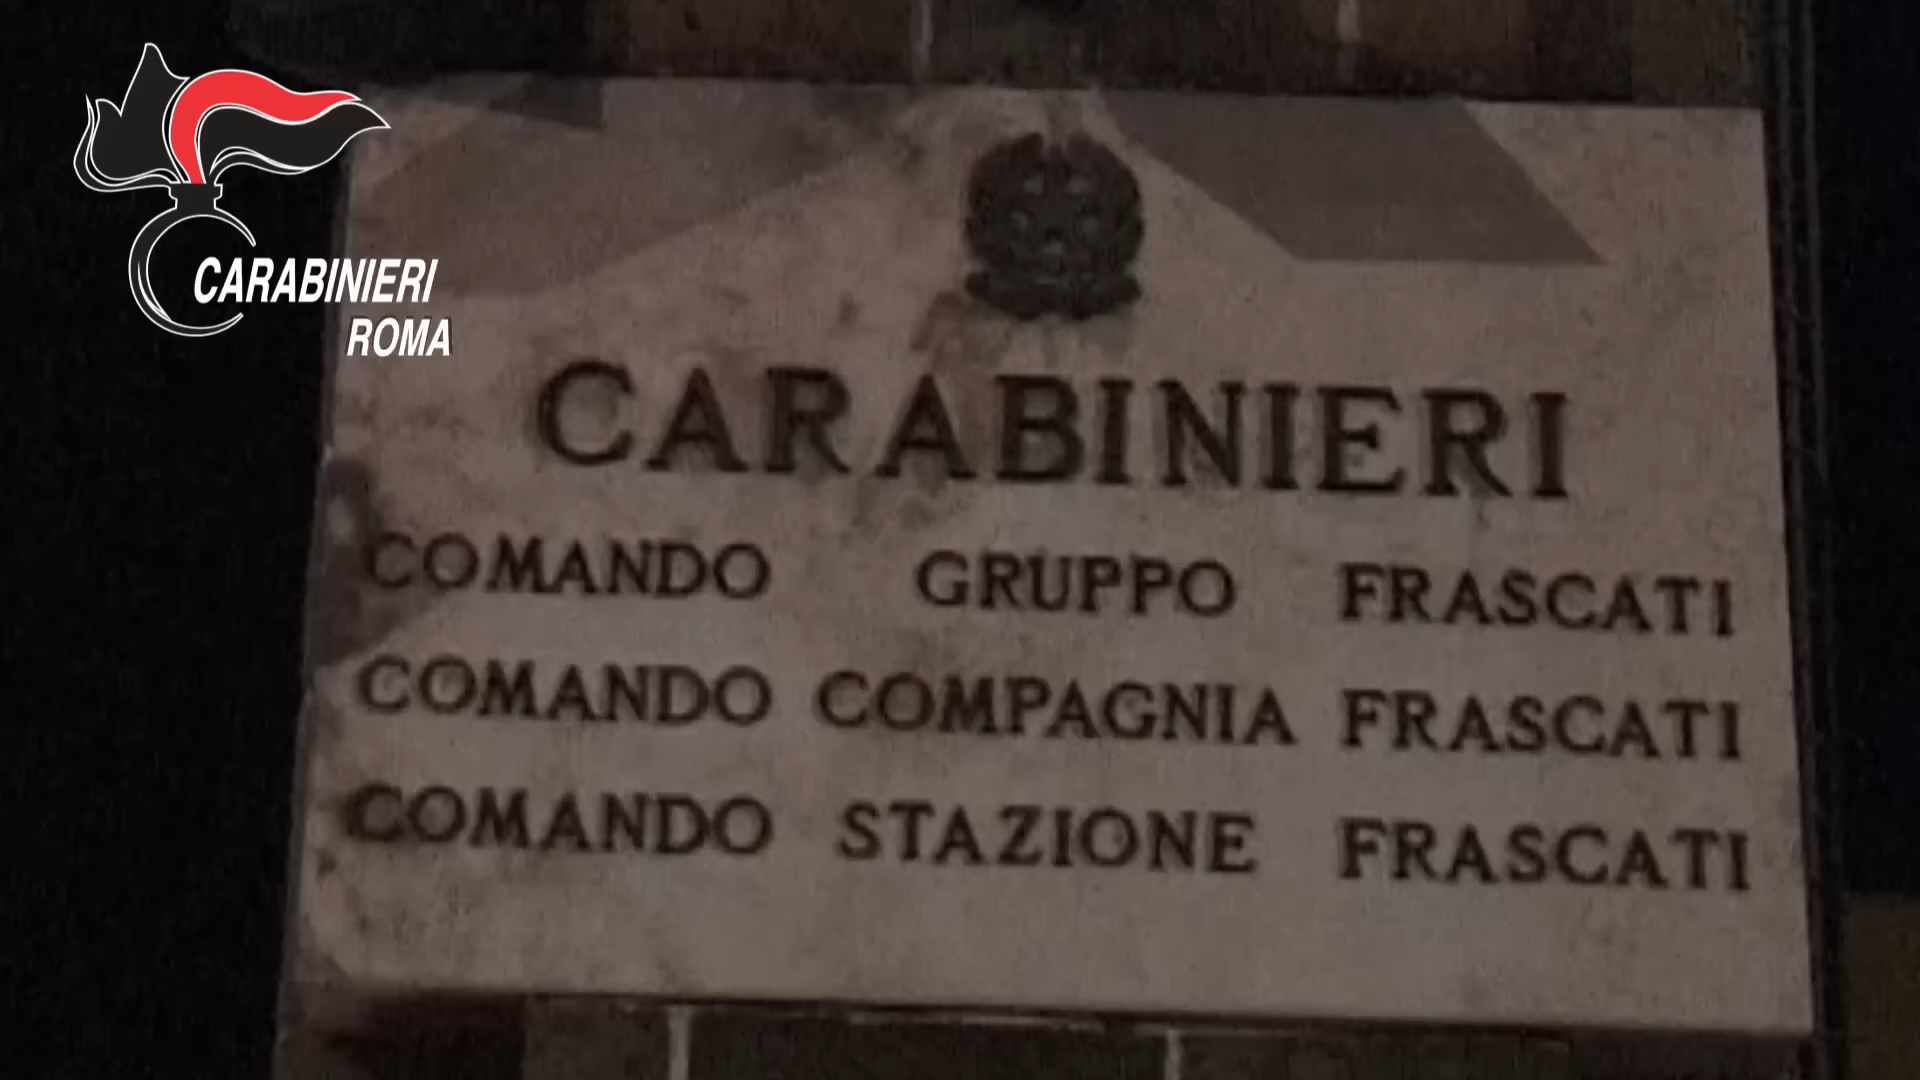 CARABINIERI
ROMA
CARABINIERI
COMANDO GRUPPO FRASCATI
COMANDO COMPAGNIA FRASCATI
COMANDO STAZIONE FRASCATI